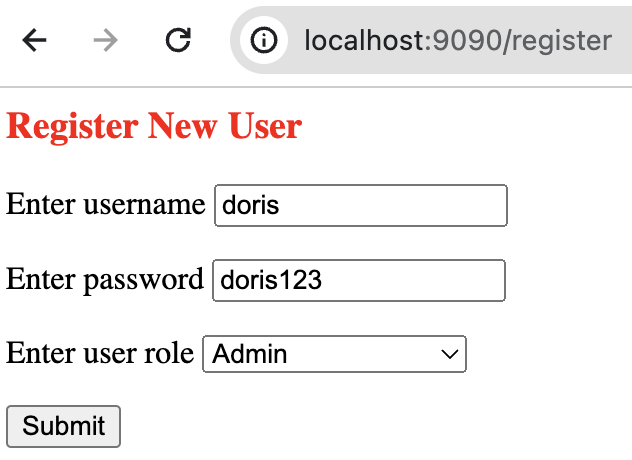 localhost:9090/register
Register New User
Enter username doris
Enter password doris123
Enter user role Admin
Submit